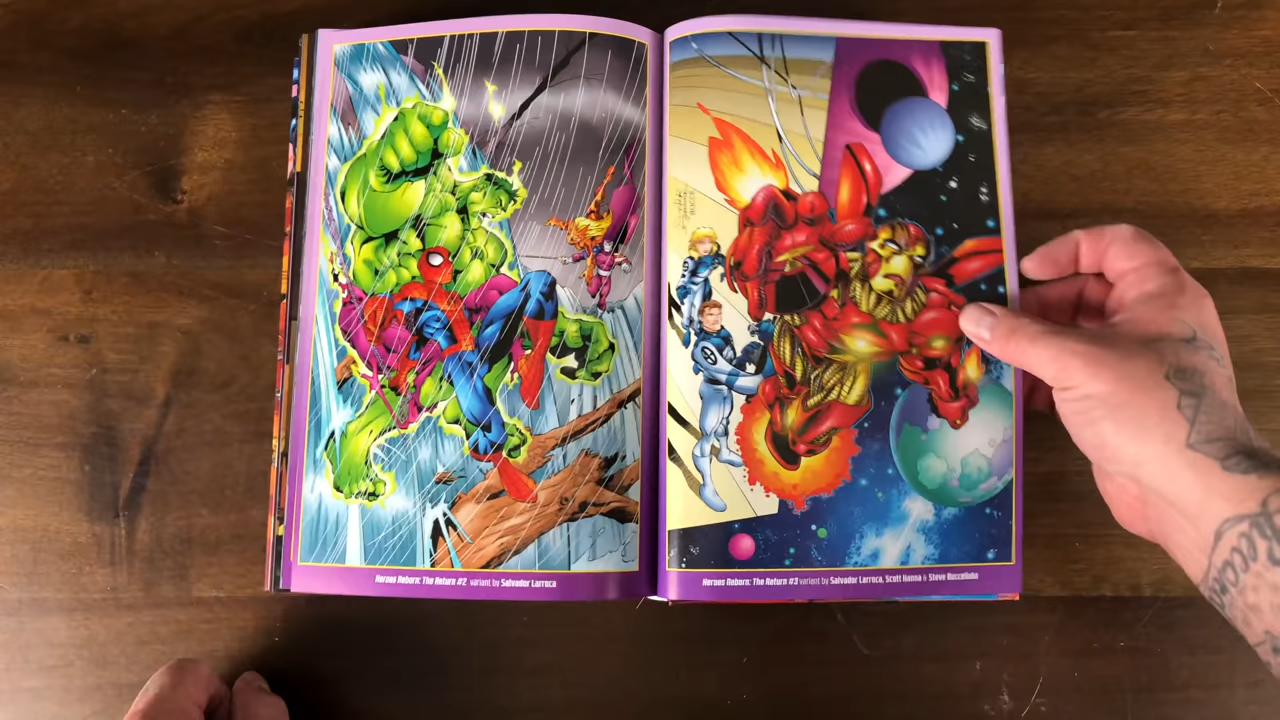 Heroes Reborn: The Return #2 variant by Salvador Larroca
Heroes Reborn: The Return #3 variant by Salvador Larroca, Scott Hanna & Steve Buccellato